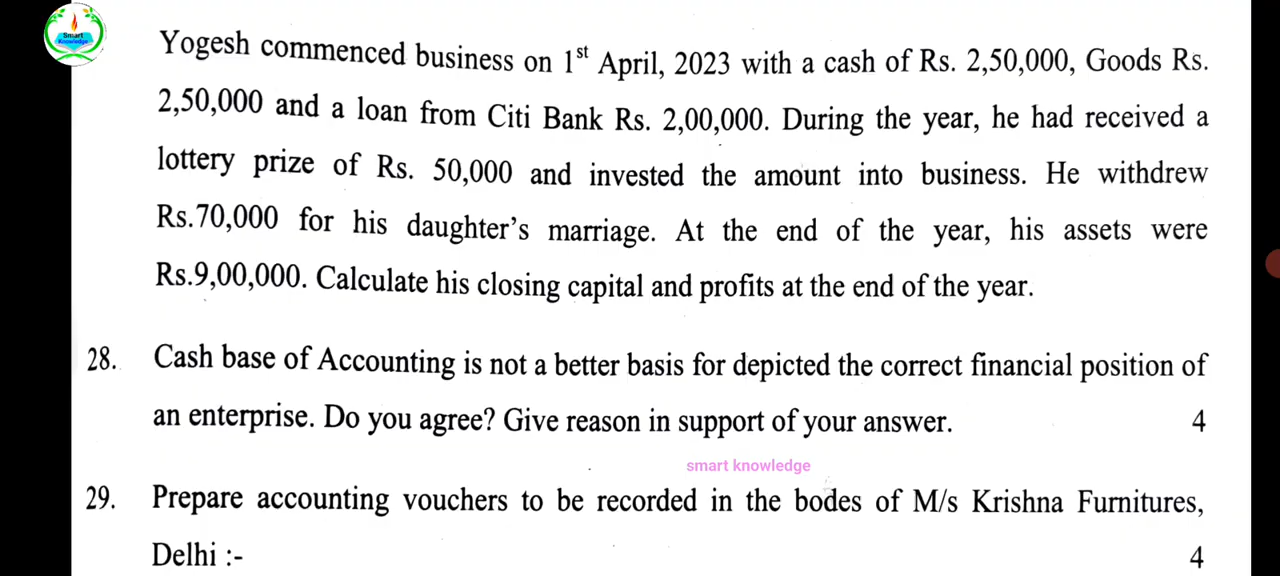 Smart
Knowledge
Yogesh commenced business on 1st April, 2023 with a cash of Rs. 2,50,000, Goods Rs.
2,50,000 and a loan from Citi Bank Rs. 2,00,000. During the year, he had received a
lottery prize of Rs. 50,000 and invested the amount into business. He withdrew
Rs.70,000 for his daughter's marriage. At the end of the year, his assets were
Rs.9,00,000. Calculate his closing capital and profits at the end of the year.
28. Cash base of Accounting is not a better basis for depicted the correct financial position of
an enterprise. Do you agree? Give reason in support of your answer. 4
smart knowledge
29. Prepare accounting vouchers to be recorded in the bodes of M/s Krishna Furnitures,
Delhi :- 4